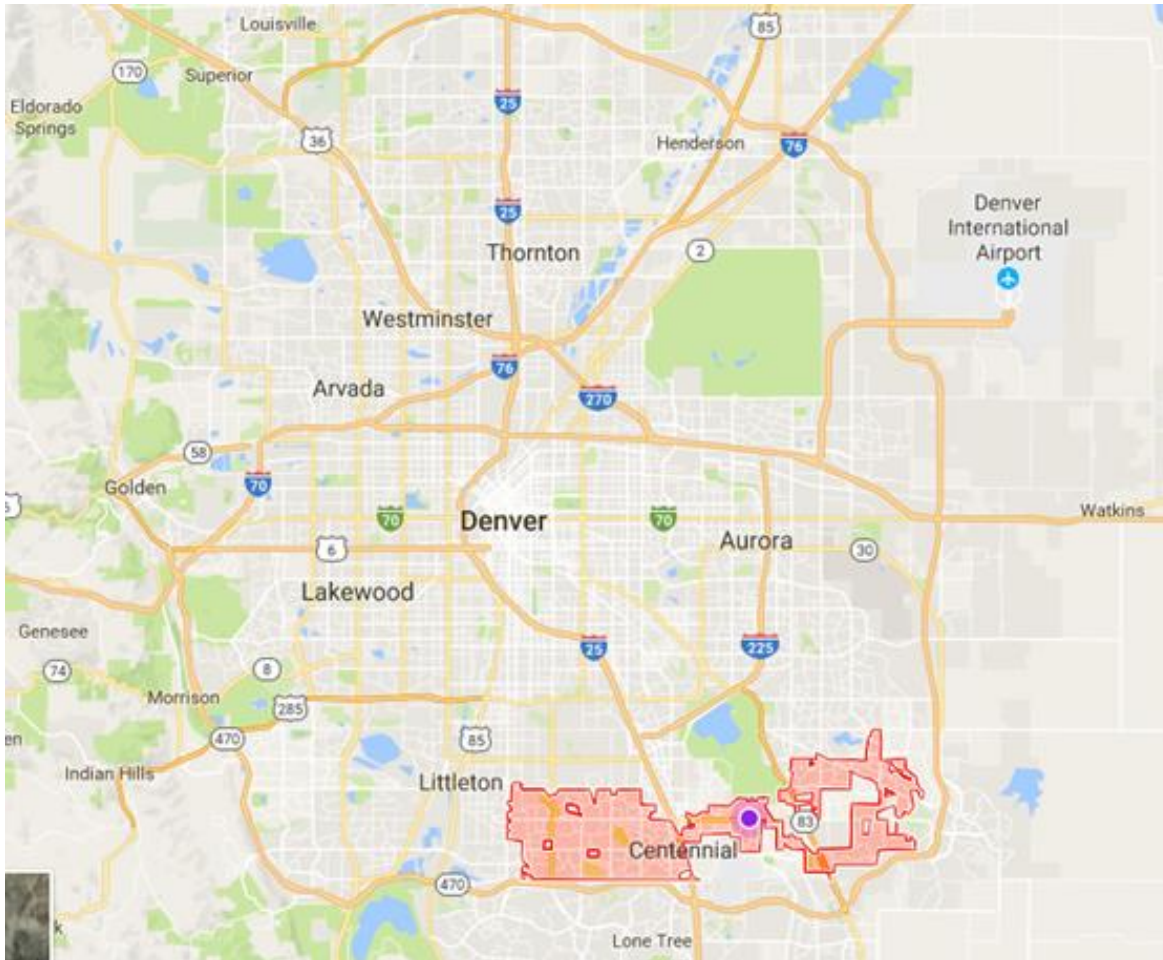 Louisville
85
170
Superior
25
Eldorado
Springs
36
Henderson
76
Denver
International
Airport
25
Thornton
2
Westminster
76
Arvada
270
58
Golden
70
70
Denver
70
Watkins
6
Aurora
30
Lakewood
Genesee
25
225
74
8
Morrison
285
470
85
en
Indian Hills
Littleton
83
Centennial
470
k
Lone Tree